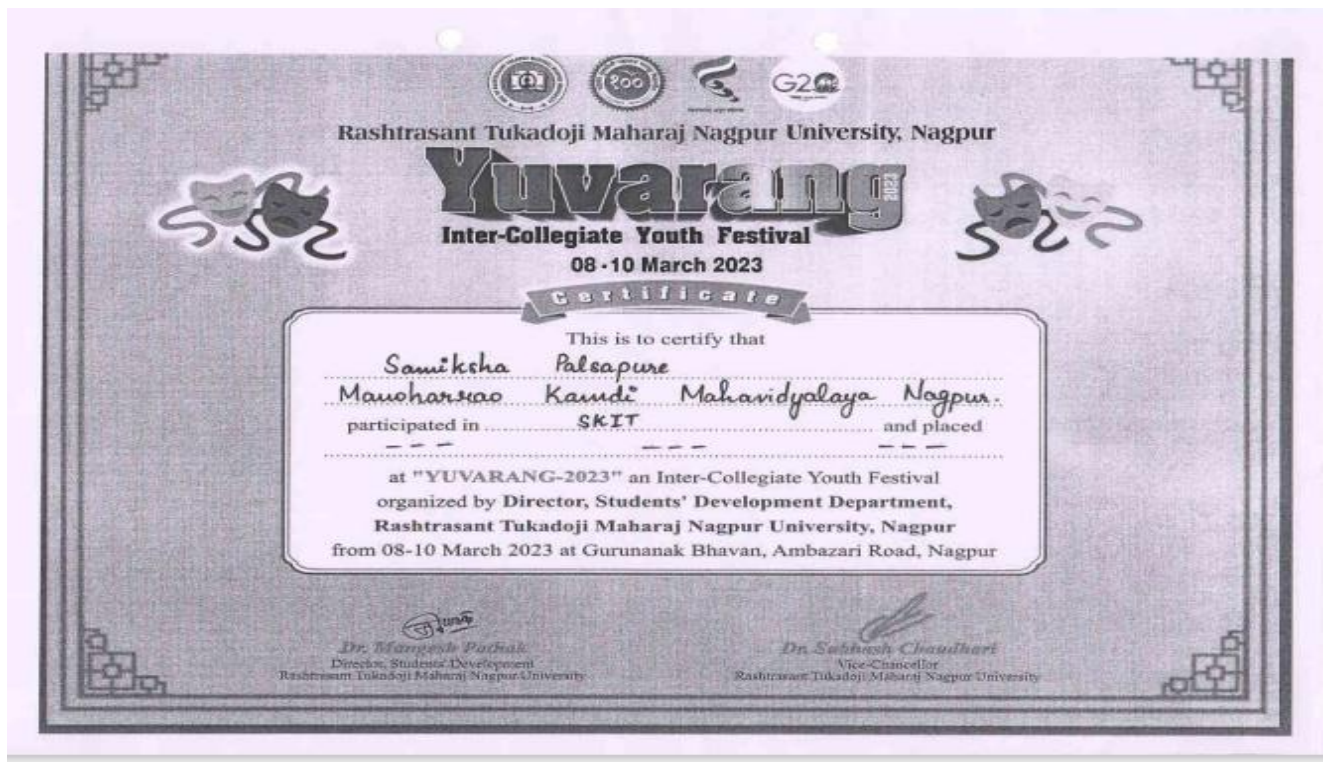 १००
G20
Rashtrasant Tukadoji Maharaj Nagpur University, Nagpur
Yuvarang 2023
Inter-Collegiate Youth Festival
08 - 10 March 2023
Certificate
This is to certify that
Samiksha Palsapure
Manoharrao Kamdi Mahavidyalaya Nagpur.
participated in SKIT and placed
--- --- ---
at "YUVARANG-2023" an Inter-Collegiate Youth Festival
organized by Director, Students' Development Department,
Rashtrasant Tukadoji Maharaj Nagpur University, Nagpur
from 08-10 March 2023 at Gurunanak Bhavan, Ambazari Road, Nagpur
Dr. Mangesh Pathak
Director, Students' Development
Rashtrasant Tukadoji Maharaj Nagpur University
Dr. Subhash Chaudhari
Vice-Chancellor
Rashtrasant Tukadoji Maharaj Nagpur University